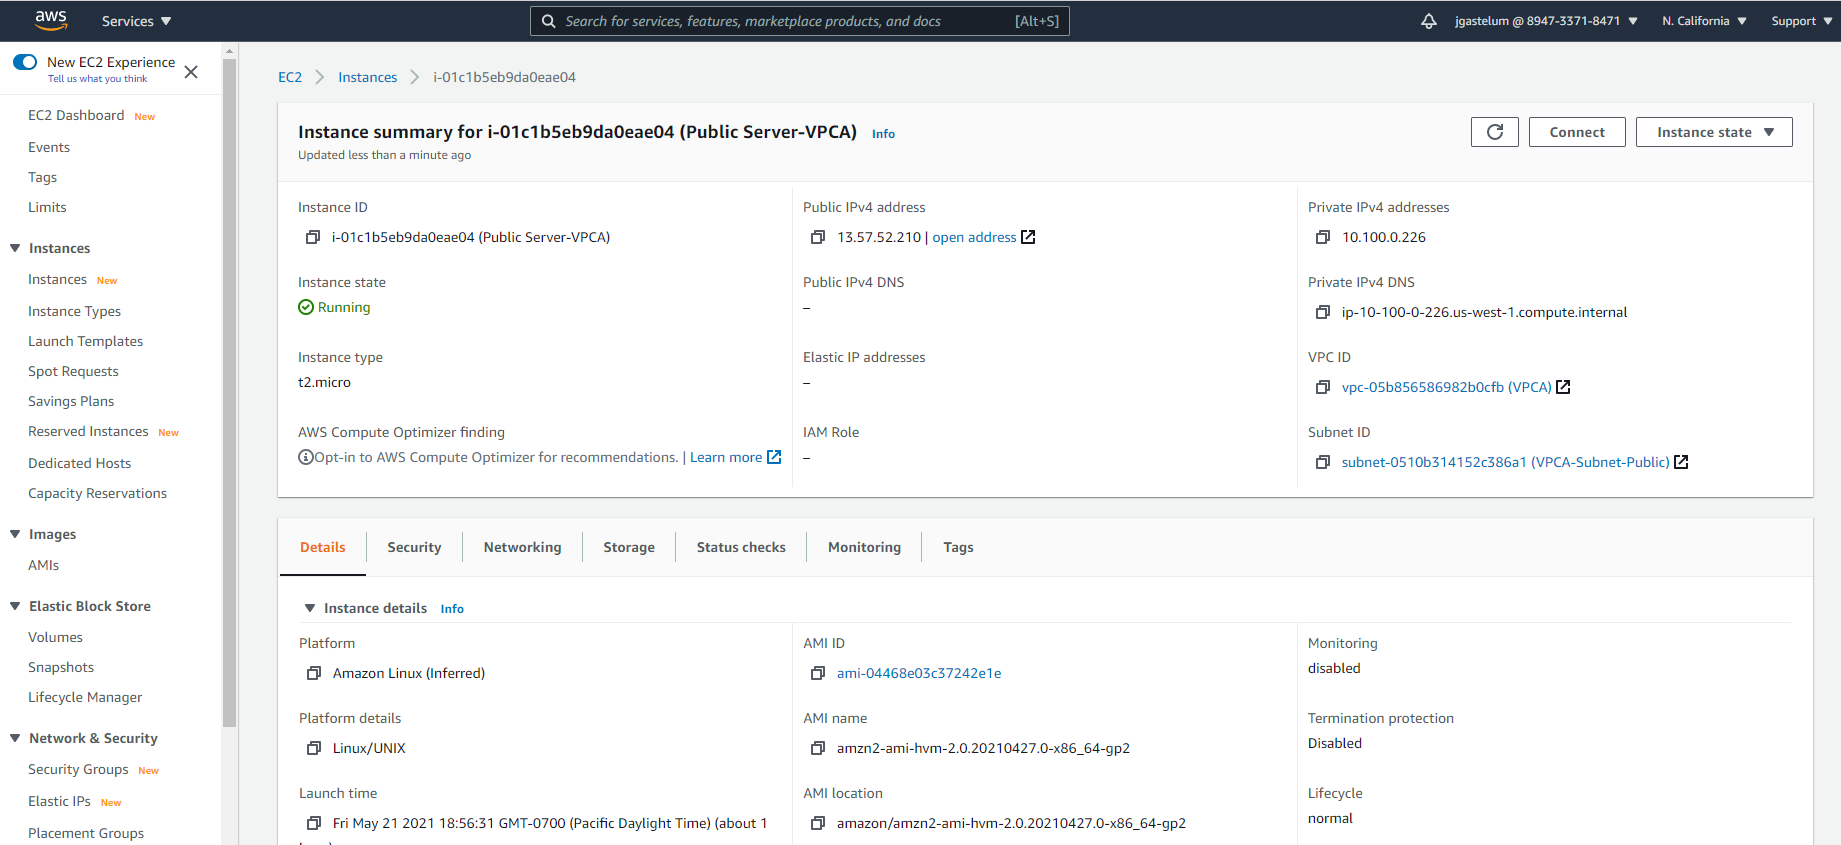 aws
Services
Search for services, features, marketplace products, and docs [Alt+S]
jgastelum @ 8947-3371-8471
N. California
Support
New EC2 Experience
Tell us what you think
EC2 Dashboard New
Events
Tags
Limits
Instances
Instances New
Instance Types
Launch Templates
Spot Requests
Savings Plans
Reserved Instances New
Dedicated Hosts
Capacity Reservations
Images
AMIs
Elastic Block Store
Volumes
Snapshots
Lifecycle Manager
Network & Security
Security Groups New
Elastic IPs New
Placement Groups
EC2 > Instances > i-01c1b5eb9da0eae04
Instance summary for i-01c1b5eb9da0eae04 (Public Server-VPCA) Info
Updated less than a minute ago
Connect
Instance state
Instance ID
i-01c1b5eb9da0eae04 (Public Server-VPCA)
Instance state
Running
Instance type
t2.micro
AWS Compute Optimizer finding
Opt-in to AWS Compute Optimizer for recommendations. | Learn more
Public IPv4 address
13.57.52.210 | open address
Public IPv4 DNS
–
Elastic IP addresses
–
IAM Role
–
Private IPv4 addresses
10.100.0.226
Private IPv4 DNS
ip-10-100-0-226.us-west-1.compute.internal
VPC ID
vpc-05b856586982b0cfb (VPCA)
Subnet ID
subnet-0510b314152c386a1 (VPCA-Subnet-Public)
Details
Security
Networking
Storage
Status checks
Monitoring
Tags
Instance details Info
Platform
Amazon Linux (Inferred)
Platform details
Linux/UNIX
Launch time
Fri May 21 2021 18:56:31 GMT-0700 (Pacific Daylight Time) (about 1
AMI ID
ami-04468e03c37242e1e
AMI name
amzn2-ami-hvm-2.0.20210427.0-x86_64-gp2
AMI location
amazon/amzn2-ami-hvm-2.0.20210427.0-x86_64-gp2
Monitoring
disabled
Termination protection
Disabled
Lifecycle
normal